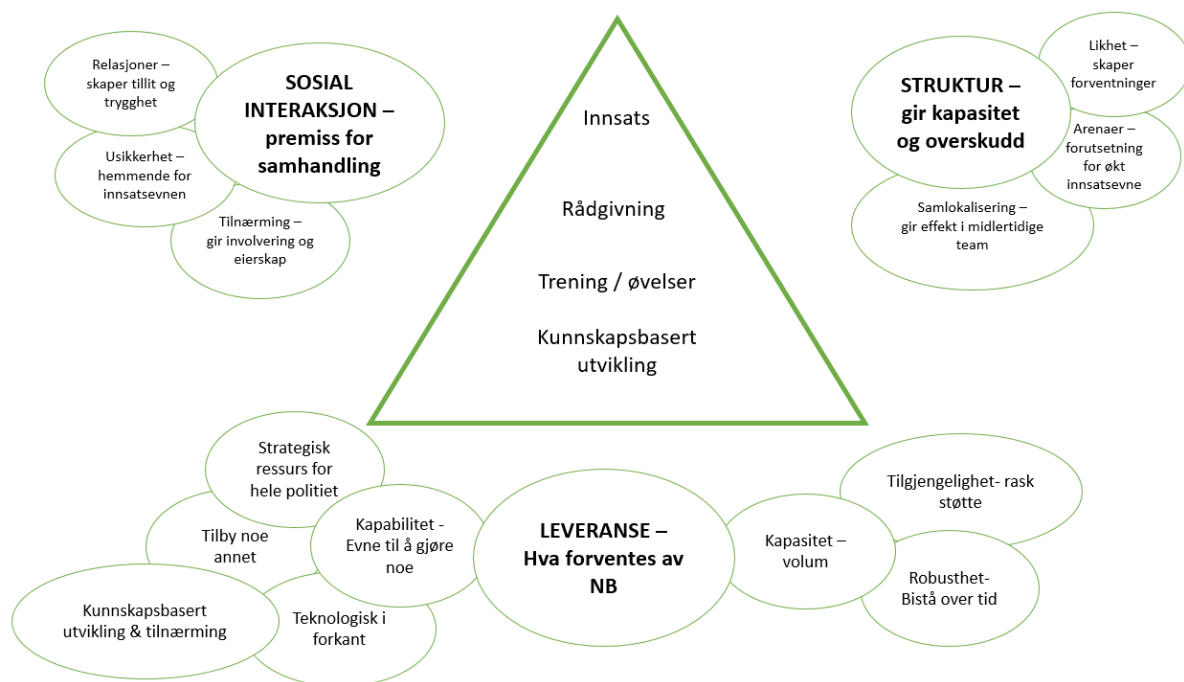 Relasjoner –
skaper tillit og
trygghet
SOSIAL
INTERAKSJON –
premiss for
samhandling
Usikkerhet –
hemmende for
innsatsevnen
Tilnærming –
gir involvering og
eierskap
Innsats
Rådgivning
Trening / øvelser
Kunnskapsbasert
utvikling
STRUKTUR –
gir kapasitet
og overskudd
Likhet –
skaper
forventninger
Arenaer –
forutsetning
for økt
innsatsevne
Samlokalisering –
gir effekt i midlertidige
team
Strategisk
ressurs for
hele politiet
Tilby noe
annet
Kapabilitet -
Evne til å gjøre
noe
Kunnskapsbasert
utvikling & tilnærming
Teknologisk i
forkant
LEVERANSE –
Hva forventes av
NB
Kapasitet –
volum
Tilgjengelighet- rask
støtte
Robusthet-
Bistå over tid